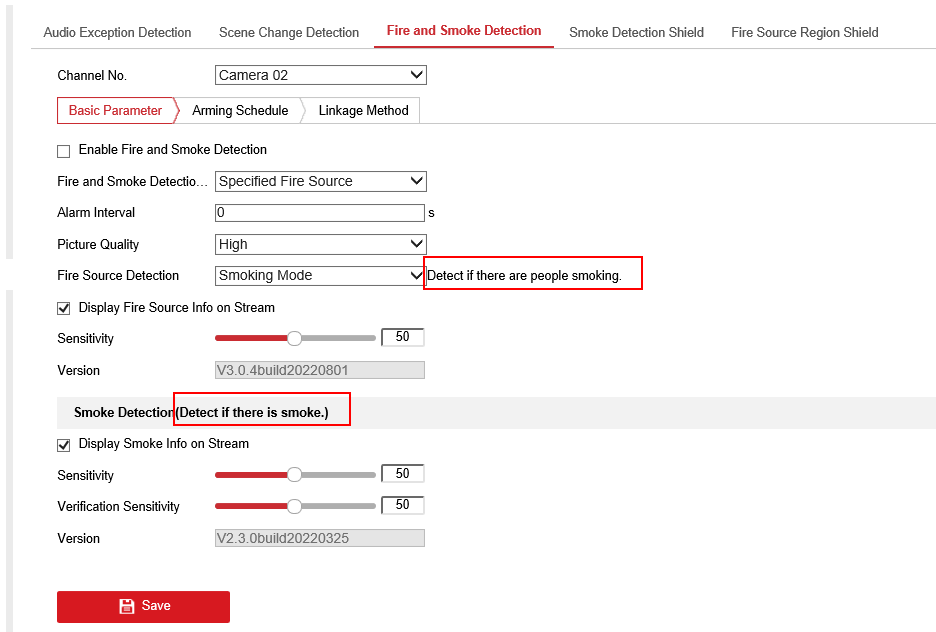 Audio Exception Detection Scene Change Detection Fire and Smoke Detection Smoke Detection Shield Fire Source Region Shield
Channel No. Camera 02
Basic Parameter Arming Schedule Linkage Method
Enable Fire and Smoke Detection
Fire and Smoke Detectio... Specified Fire Source
Alarm Interval 0 s
Picture Quality High
Fire Source Detection Smoking Mode Detect if there are people smoking.
Display Fire Source Info on Stream
Sensitivity 50
Version V3.0.4build20220801
Smoke Detection(Detect if there is smoke.)
Display Smoke Info on Stream
Sensitivity 50
Verification Sensitivity 50
Version V2.3.0build20220325
Save